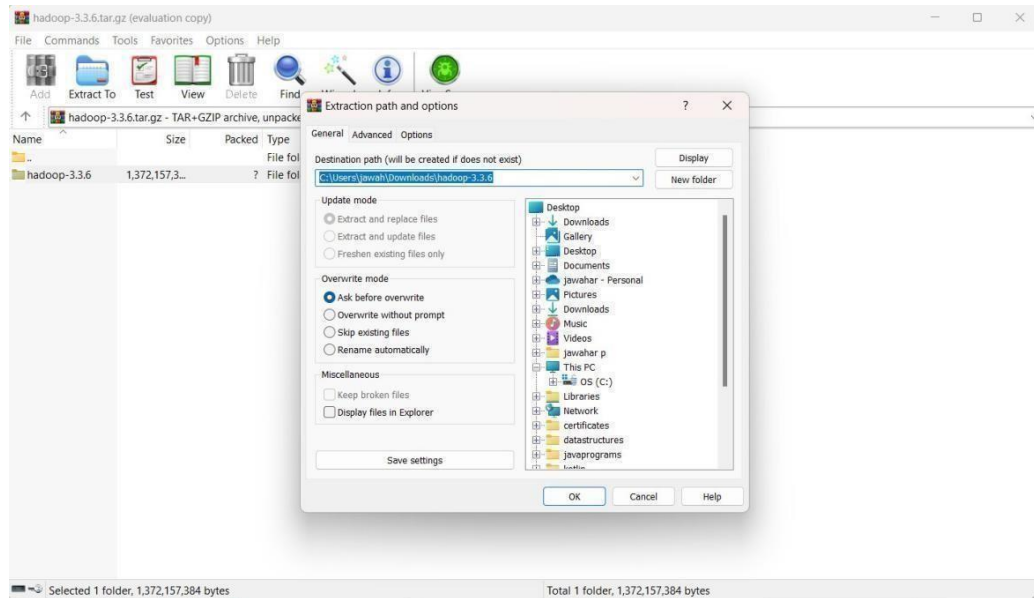 hadoop-3.3.6.tar.gz (evaluation copy)
File Commands Tools Favorites Options Help
Add Extract To Test View Delete Find
hadoop-3.3.6.tar.gz - TAR+GZIP archive, unpacke
Name Size Packed Type
.. File fol
hadoop-3.3.6 1,372,157,3... ? File fol
Extraction path and options
General Advanced Options
Destination path (will be created if does not exist)
C:\Users\jawah\Downloads\hadoop-3.3.6
Display
New folder
Update mode
Extract and replace files
Extract and update files
Freshen existing files only
Overwrite mode
Ask before overwrite
Overwrite without prompt
Skip existing files
Rename automatically
Miscellaneous
Keep broken files
Display files in Explorer
Save settings
Desktop
Downloads
Gallery
Desktop
Documents
jawahar - Personal
Pictures
Downloads
Music
Videos
jawahar p
This PC
OS (C:)
Libraries
Network
certificates
datastructures
javaprograms
OK Cancel Help
Selected 1 folder, 1,372,157,384 bytes
Total 1 folder, 1,372,157,384 bytes